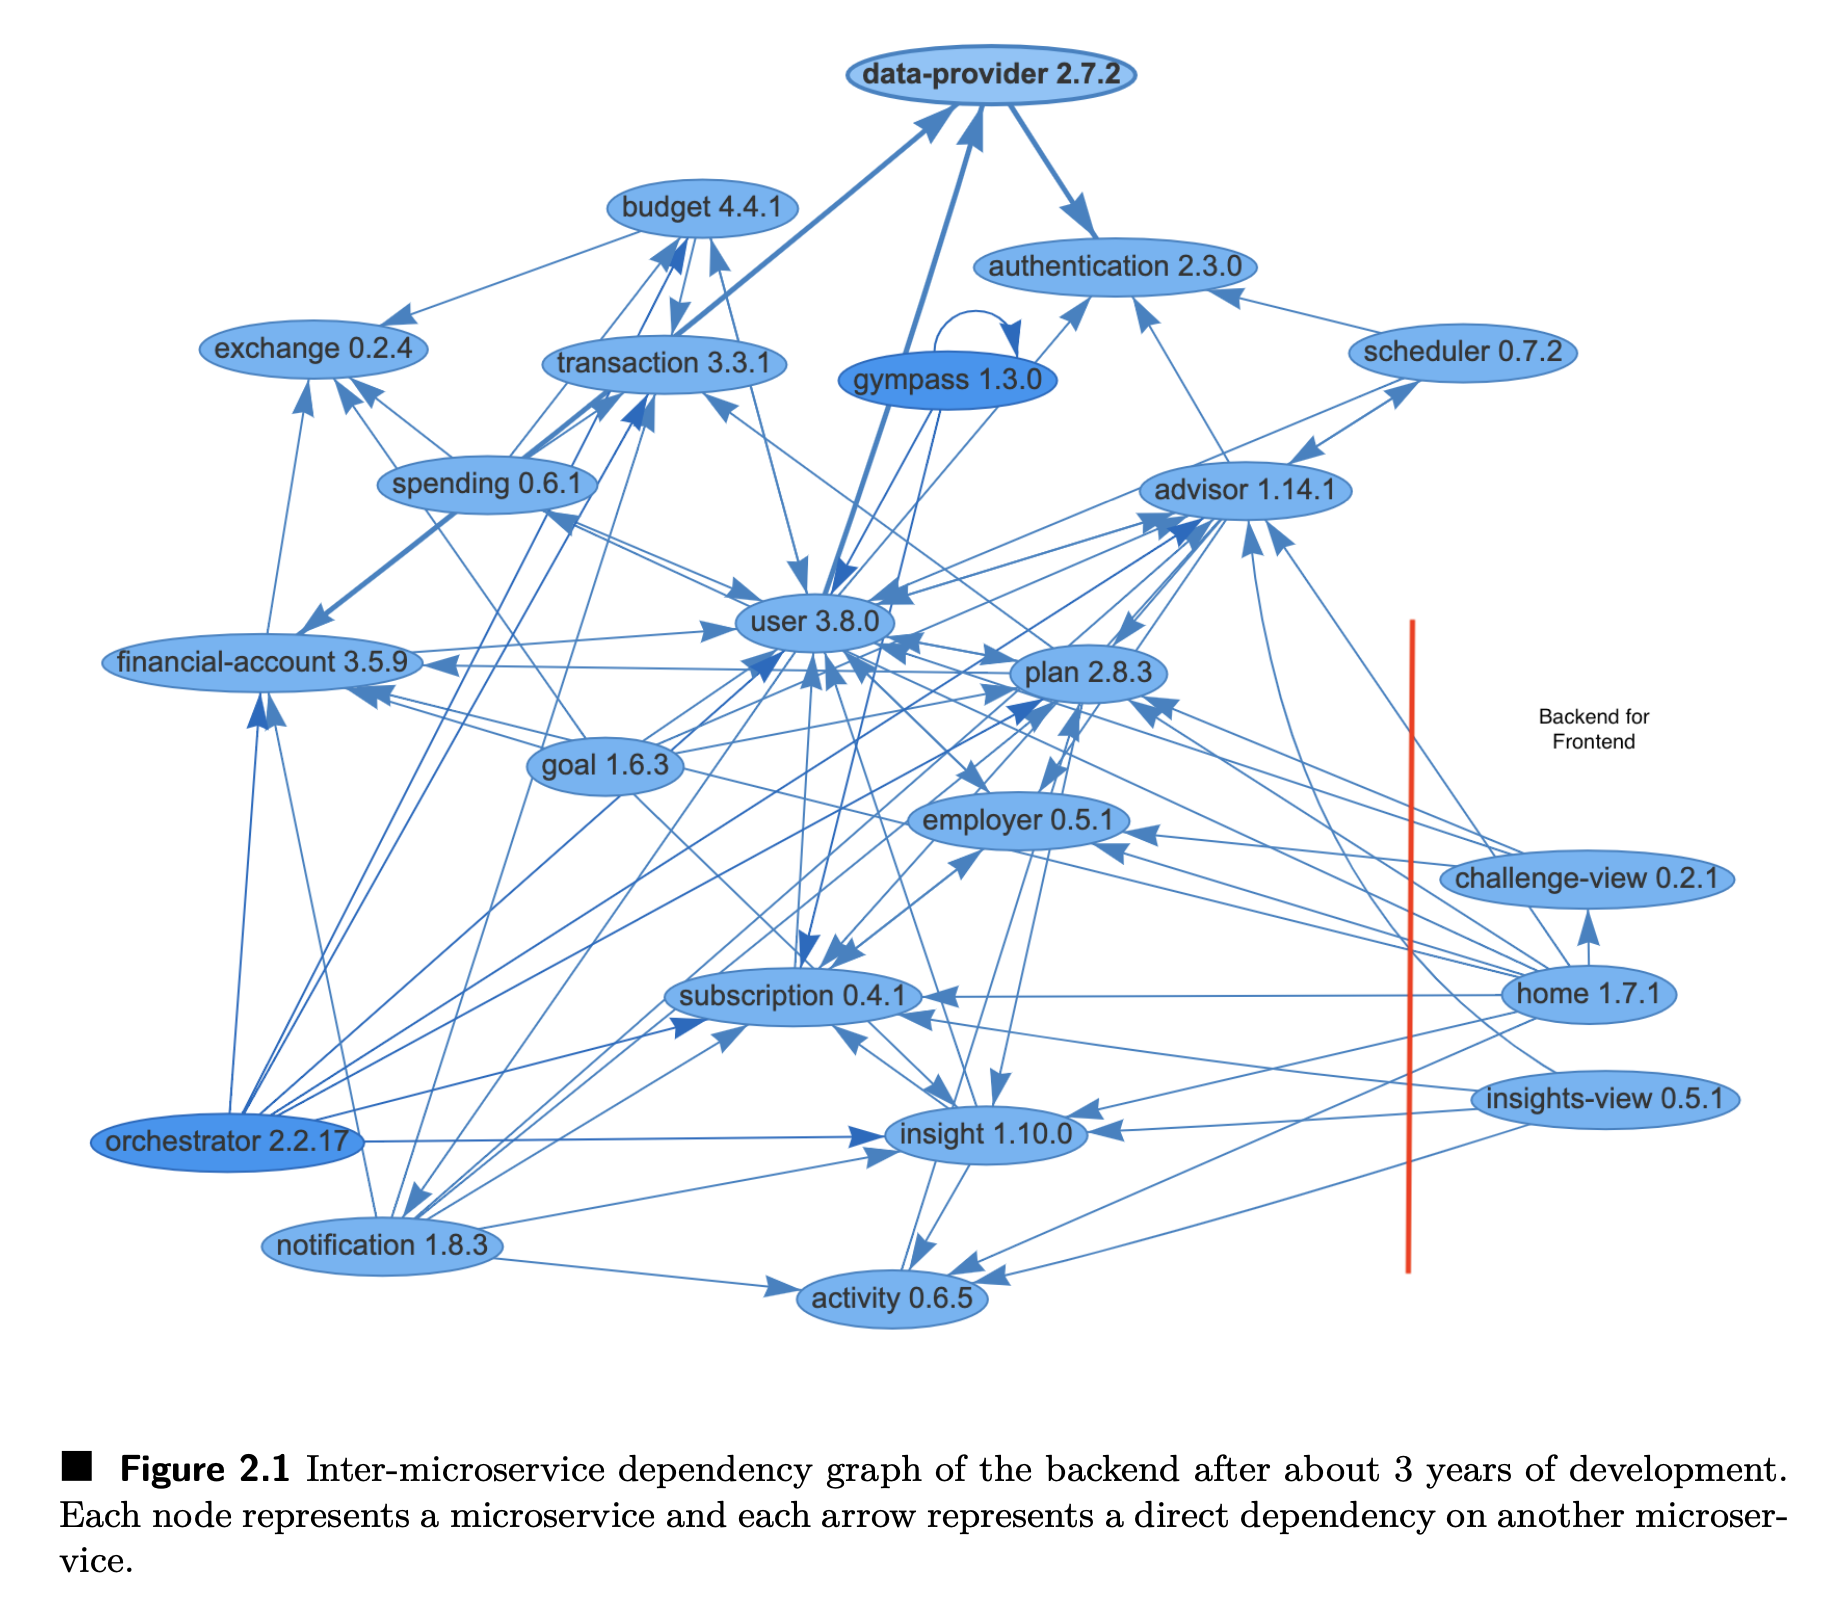 data-provider 2.7.2
budget 4.4.1
authentication 2.3.0
exchange 0.2.4
transaction 3.3.1
gympass 1.3.0
scheduler 0.7.2
spending 0.6.1
advisor 1.14.1
user 3.8.0
financial-account 3.5.9
plan 2.8.3
Backend for
Frontend
goal 1.6.3
employer 0.5.1
challenge-view 0.2.1
subscription 0.4.1
home 1.7.1
insights-view 0.5.1
orchestrator 2.2.17
insight 1.10.0
notification 1.8.3
activity 0.6.5
■ Figure 2.1 Inter-microservice dependency graph of the backend after about 3 years of development.
Each node represents a microservice and each arrow represents a direct dependency on another microser-
vice.